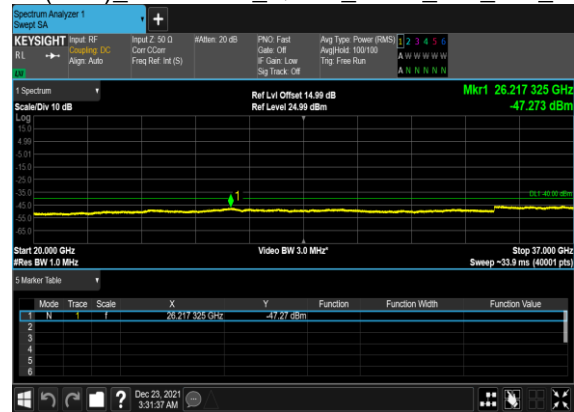 Spectrum Analyzer 1
Swept SA
KEYSIGHT Input: RF Input Z: 50 Ω #Atten: 20 dB PNO: Fast Avg Type: Power (RMS) 1 2 3 4 5 6
RL Coupling: DC Corr CCorr Gate: Off Avg|Hold: 100/100 A W W W W W
Align: Auto Freq Ref: Int (S) IF Gain: Low Trig: Free Run
Sig Track: Off A N N N N N
1 Spectrum Ref Lvl Offset 14.99 dB Mkr1 26.217 325 GHz
Scale/Div 10 dB Ref Level 24.99 dBm -47.273 dBm
Log
15.0
4.99
-5.01
-15.0
-25.0
-35.0 1 DL1 -40.00 dBm
-45.0
-55.0
-65.0
Start 20.000 GHz Video BW 3.0 MHz* Stop 37.000 GHz
#Res BW 1.0 MHz Sweep ~33.9 ms (40001 pts)
5 Marker Table
Mode Trace Scale X Y Function Function Width Function Value
1 N 1 f 26.217 325 GHz -47.27 dBm
2
3
4
5
6
? Dec 23, 2021
3:31:37 AM